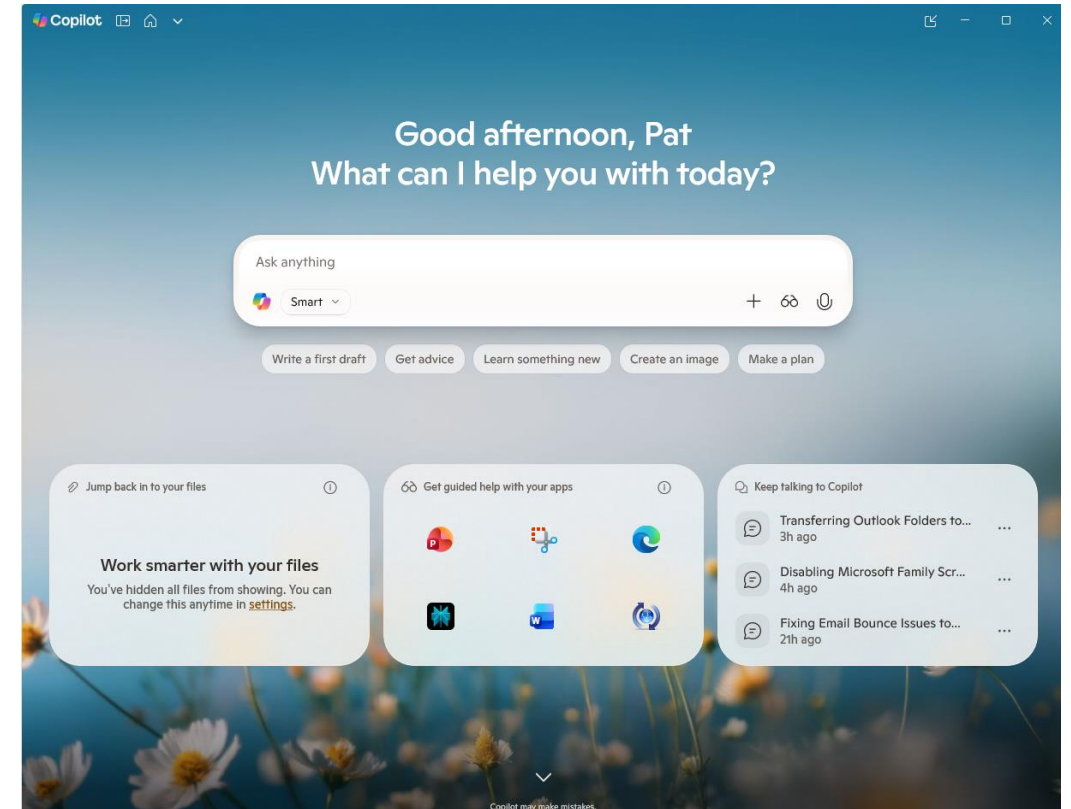 Copilot
Good afternoon, Pat
What can I help you with today?
Ask anything
Smart
Write a first draft
Get advice
Learn something new
Create an image
Make a plan
Jump back in to your files
Work smarter with your files
You've hidden all files from showing. You can
change this anytime in settings.
Get guided help with your apps
P
W
Keep talking to Copilot
Transferring Outlook Folders to...
3h ago
Disabling Microsoft Family Scr...
4h ago
Fixing Email Bounce Issues to...
21h ago
Copilot may make mistakes.